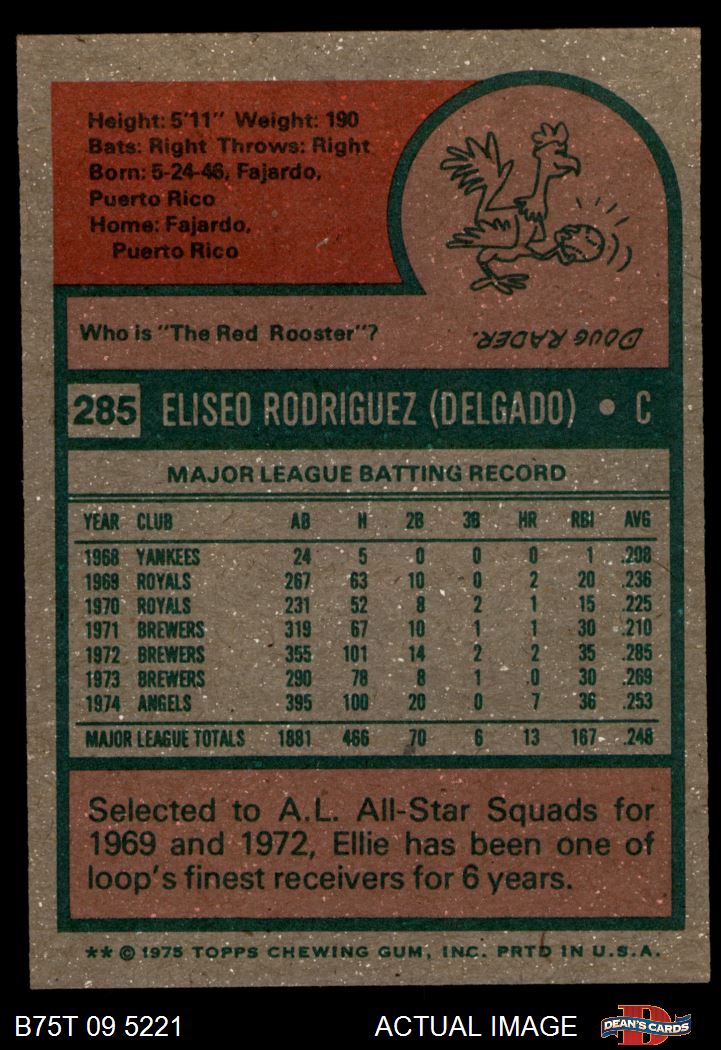 Height: 5'11" Weight: 190
Bats: Right Throws: Right
Born: 5-24-46, Fajardo,
Puerto Rico
Home: Fajardo,
Puerto Rico
Who is "The Red Rooster"?
DOUG RADER.
285 ELISEO RODRIGUEZ (DELGADO) • C
MAJOR LEAGUE BATTING RECORD
YEAR CLUB AB H 2B 3B HR RBI AVG
1968 YANKEES 24 5 0 0 0 1 .208
1969 ROYALS 267 63 10 0 2 20 .236
1970 ROYALS 231 52 8 2 1 15 .225
1971 BREWERS 319 67 10 1 1 30 .210
1972 BREWERS 355 101 14 2 2 35 .285
1973 BREWERS 290 78 8 1 0 30 .269
1974 ANGELS 395 100 20 0 7 36 .253
MAJOR LEAGUE TOTALS 1881 466 70 6 13 167 .248
Selected to A.L. All-Star Squads for
1969 and 1972, Ellie has been one of
loop's finest receivers for 6 years.
** © 1975 TOPPS CHEWING GUM, INC. PRTD IN U.S.A.
B75T 09 5221 ACTUAL IMAGE DEAN'S CARDS